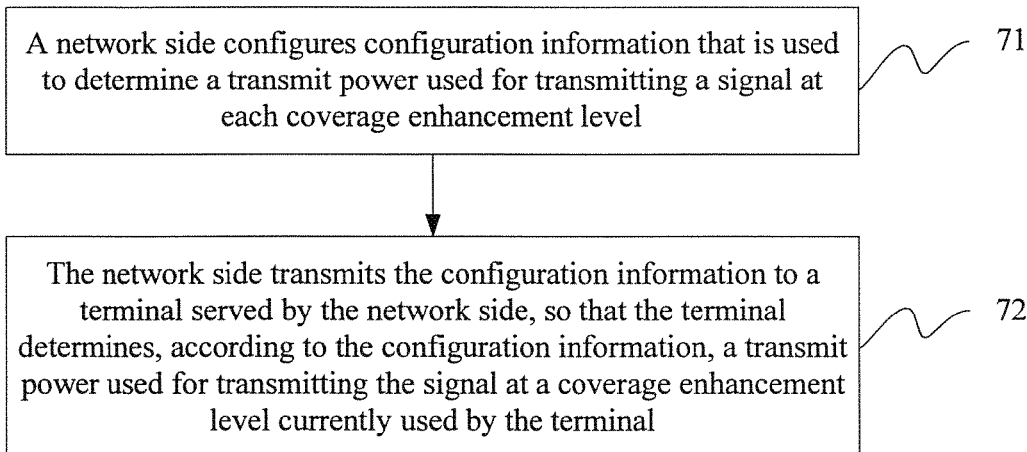 A network side configures configuration information that is used
to determine a transmit power used for transmitting a signal at
each coverage enhancement level
71
The network side transmits the configuration information to a
terminal served by the network side, so that the terminal
determines, according to the configuration information, a transmit
power used for transmitting the signal at a coverage enhancement
level currently used by the terminal
72